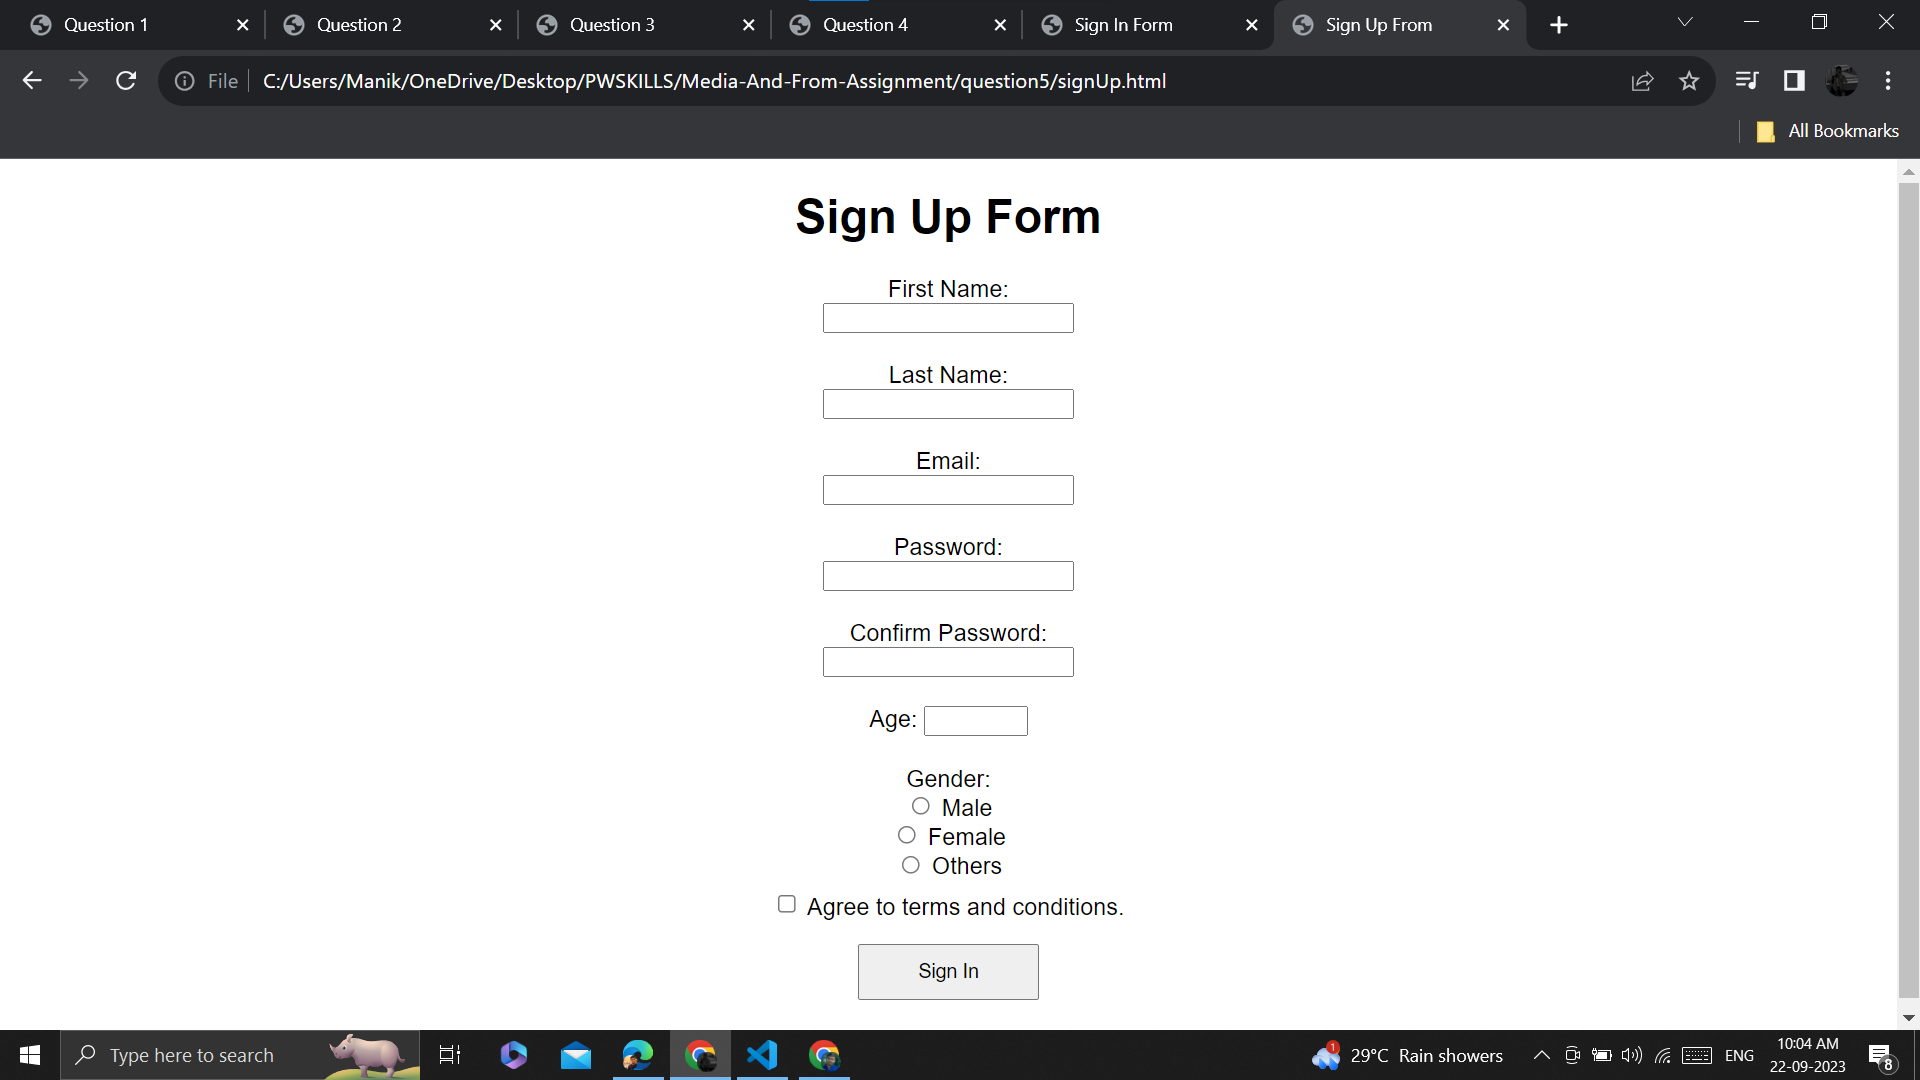 Question 1
Question 2
Question 3
Question 4
Sign In Form
Sign Up From
File
C:/Users/Manik/OneDrive/Desktop/PWSKILLS/Media-And-From-Assignment/question5/signUp.html
All Bookmarks
Sign Up Form
First Name:
Last Name:
Email:
Password:
Confirm Password:
Age:
Gender:
Male
Female
Others
Agree to terms and conditions.
Sign In
Type here to search
1
29°C Rain showers
ENG
10:04 AM
22-09-2023
8